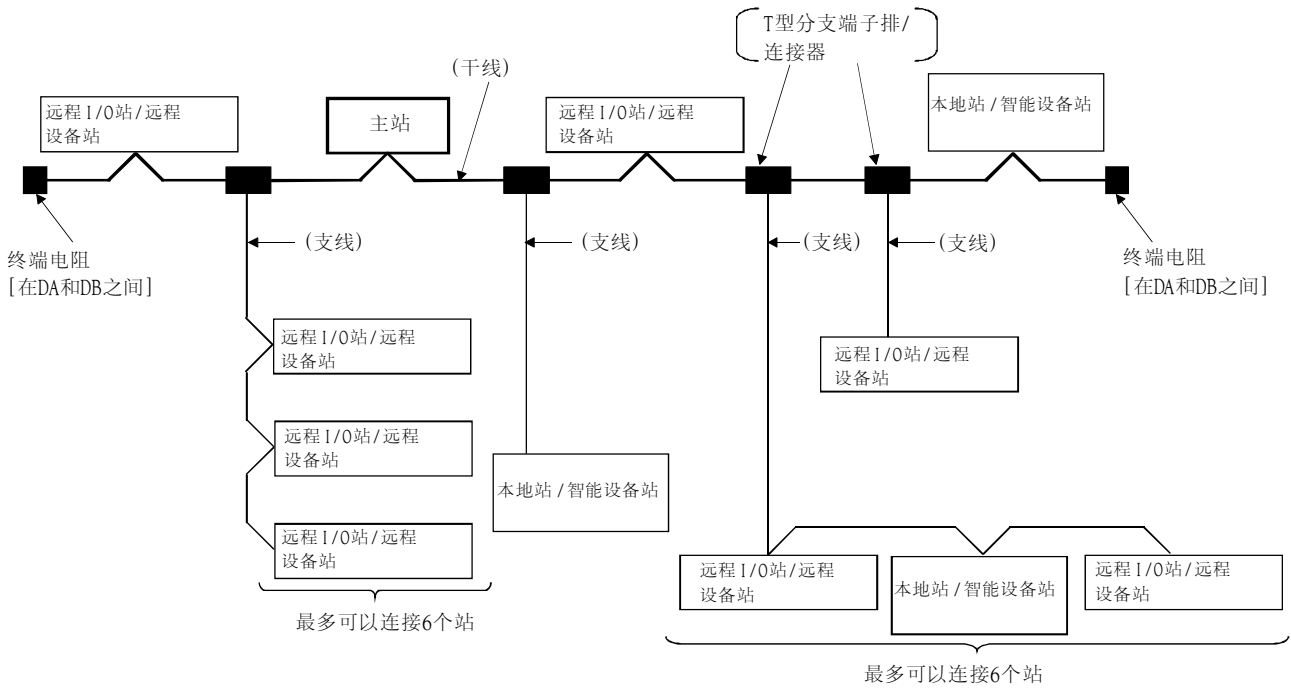 T型分支端子排/
连接器
(干线)
远程I/O站/远程
设备站
主站
远程I/O站/远程
设备站
本地站/智能设备站
(支线)
(支线)
(支线)
(支线)
终端电阻
[在DA和DB之间]
终端电阻
[在DA和DB之间]
远程I/O站/远程
设备站
远程I/O站/远程
设备站
远程I/O站/远程
设备站
本地站/智能设备站
远程I/O站/远程
设备站
远程I/O站/远程
设备站
本地站/智能设备站
远程I/O站/远程
设备站
最多可以连接6个站
最多可以连接6个站